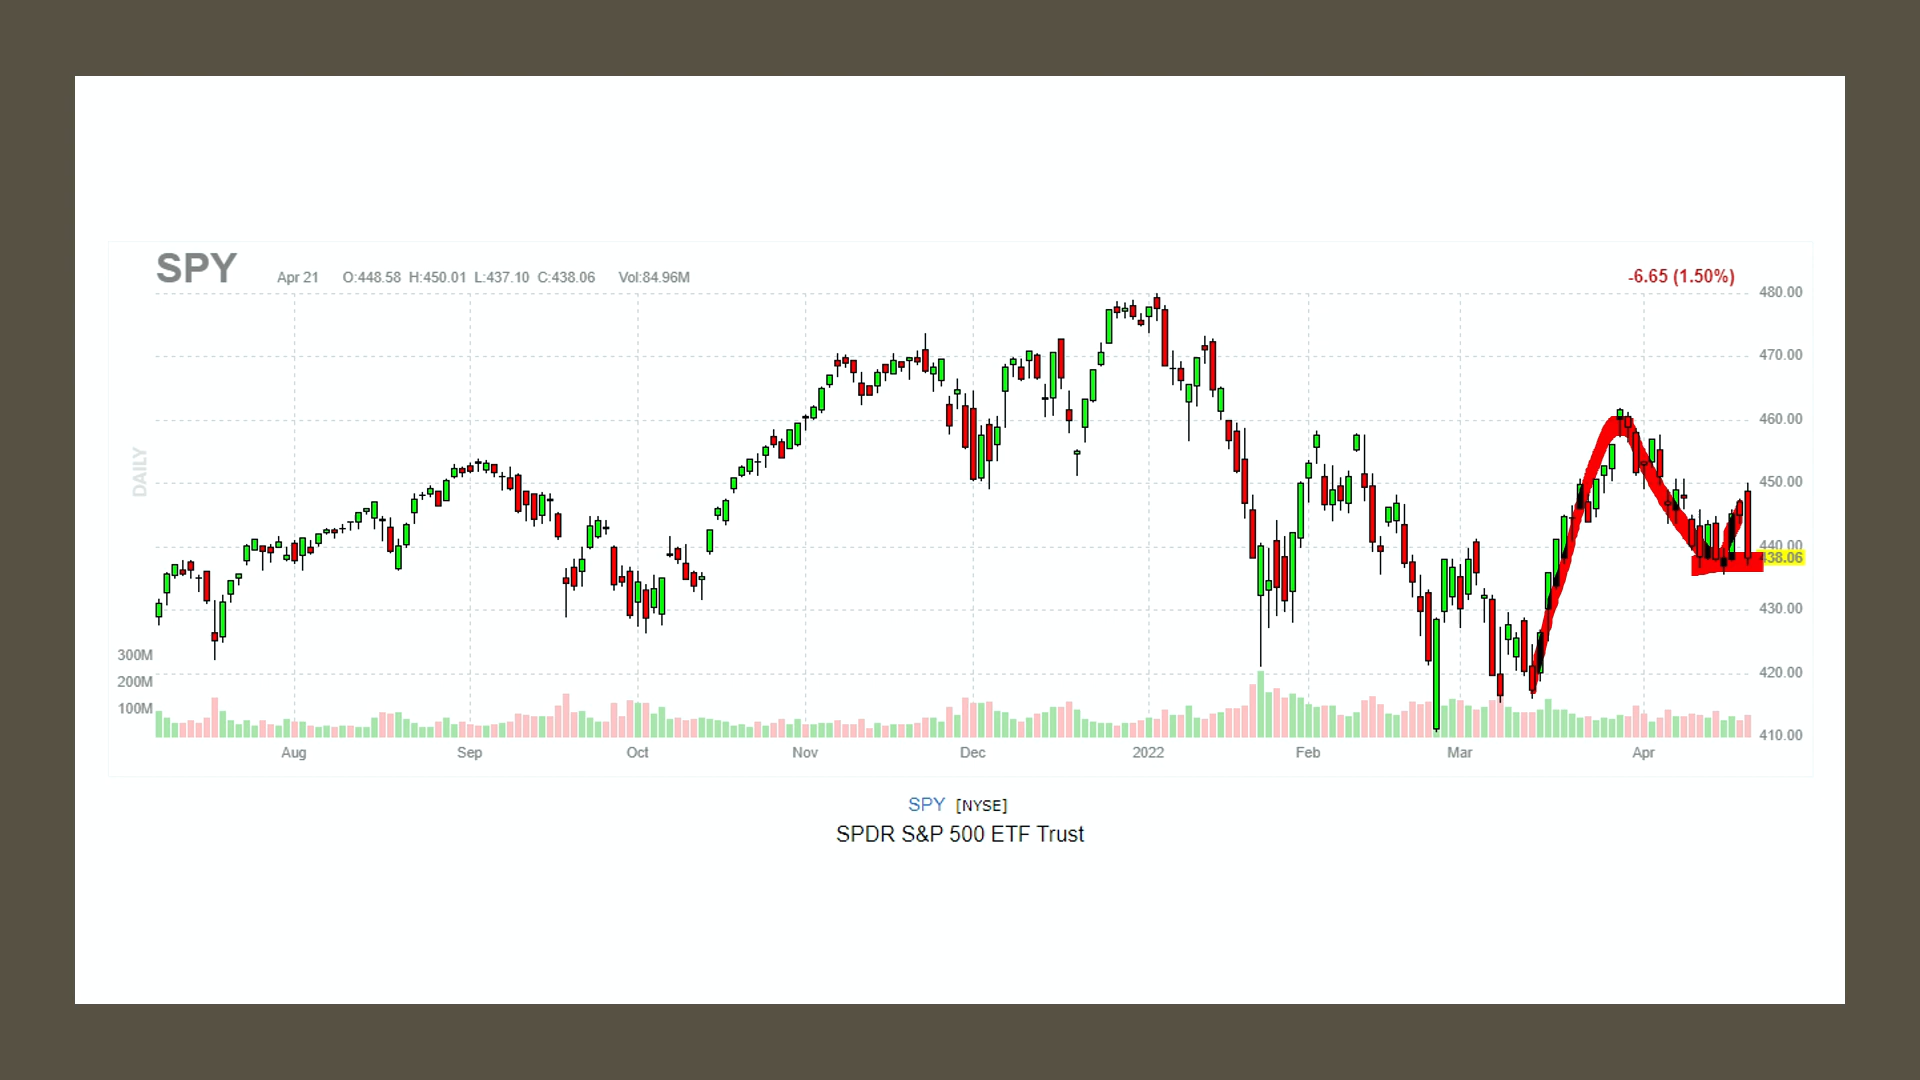 SPY Apr 21 O:448.58 H:450.01 L:437.10 C:438.06 Vol:84.96M -6.65 (1.50%)
480.00
470.00
460.00
450.00
440.00
438.06
430.00
420.00
410.00
DAILY
300M
200M
100M
Aug Sep Oct Nov Dec 2022 Feb Mar Apr
SPY [NYSE]
SPDR S&P 500 ETF Trust